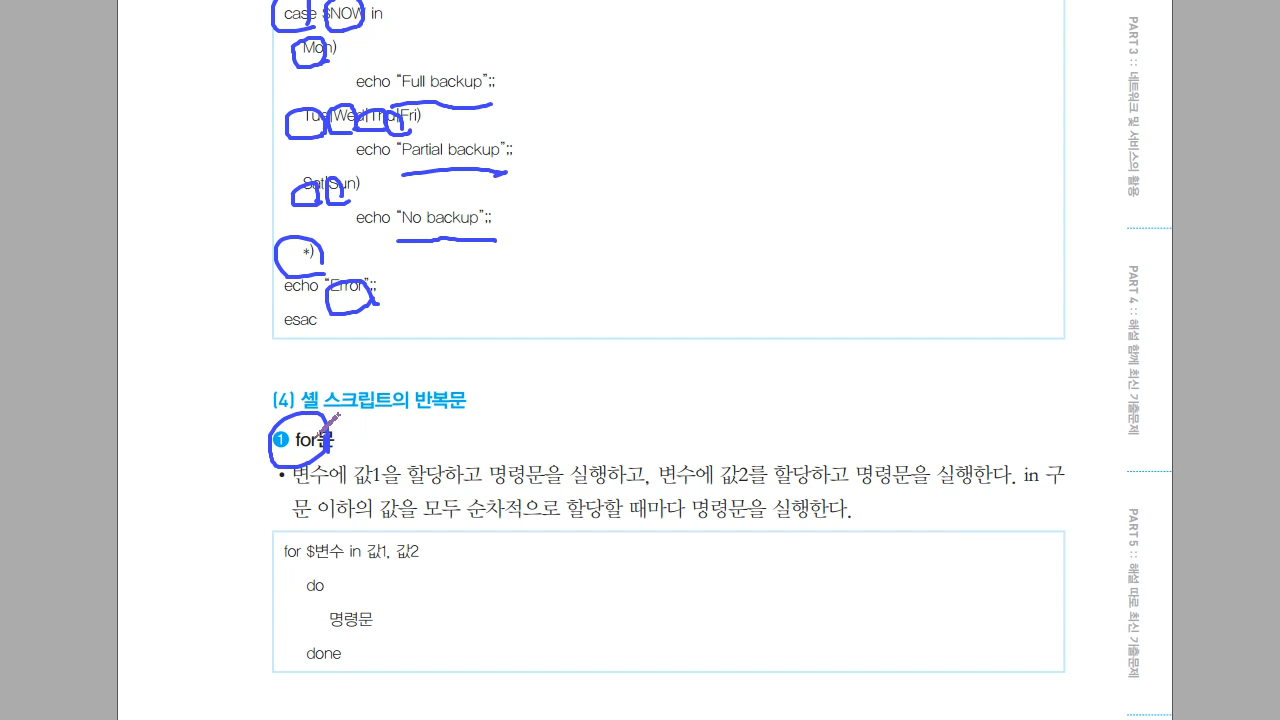 case $NOW in
Mon)
echo “Full backup”;;
Tue|Wed|Thu|Fri)
echo “Partial backup”;;
Sat|Sun)
echo “No backup”;;
*)
echo “Error”;;
esac
(4) 셸 스크립트의 반복문
1 for문
• 변수에 값1을 할당하고 명령문을 실행하고, 변수에 값2를 할당하고 명령문을 실행한다. in 구
문 이하의 값을 모두 순차적으로 할당할 때마다 명령문을 실행한다.
for $변수 in 값1, 값2
do
명령문
done
PART 3 :: 네트워크 및 서비스의 활용
PART 4 :: 해설 함께 최신 기출문제
PART 5 :: 해설 따로 최신 기출문제